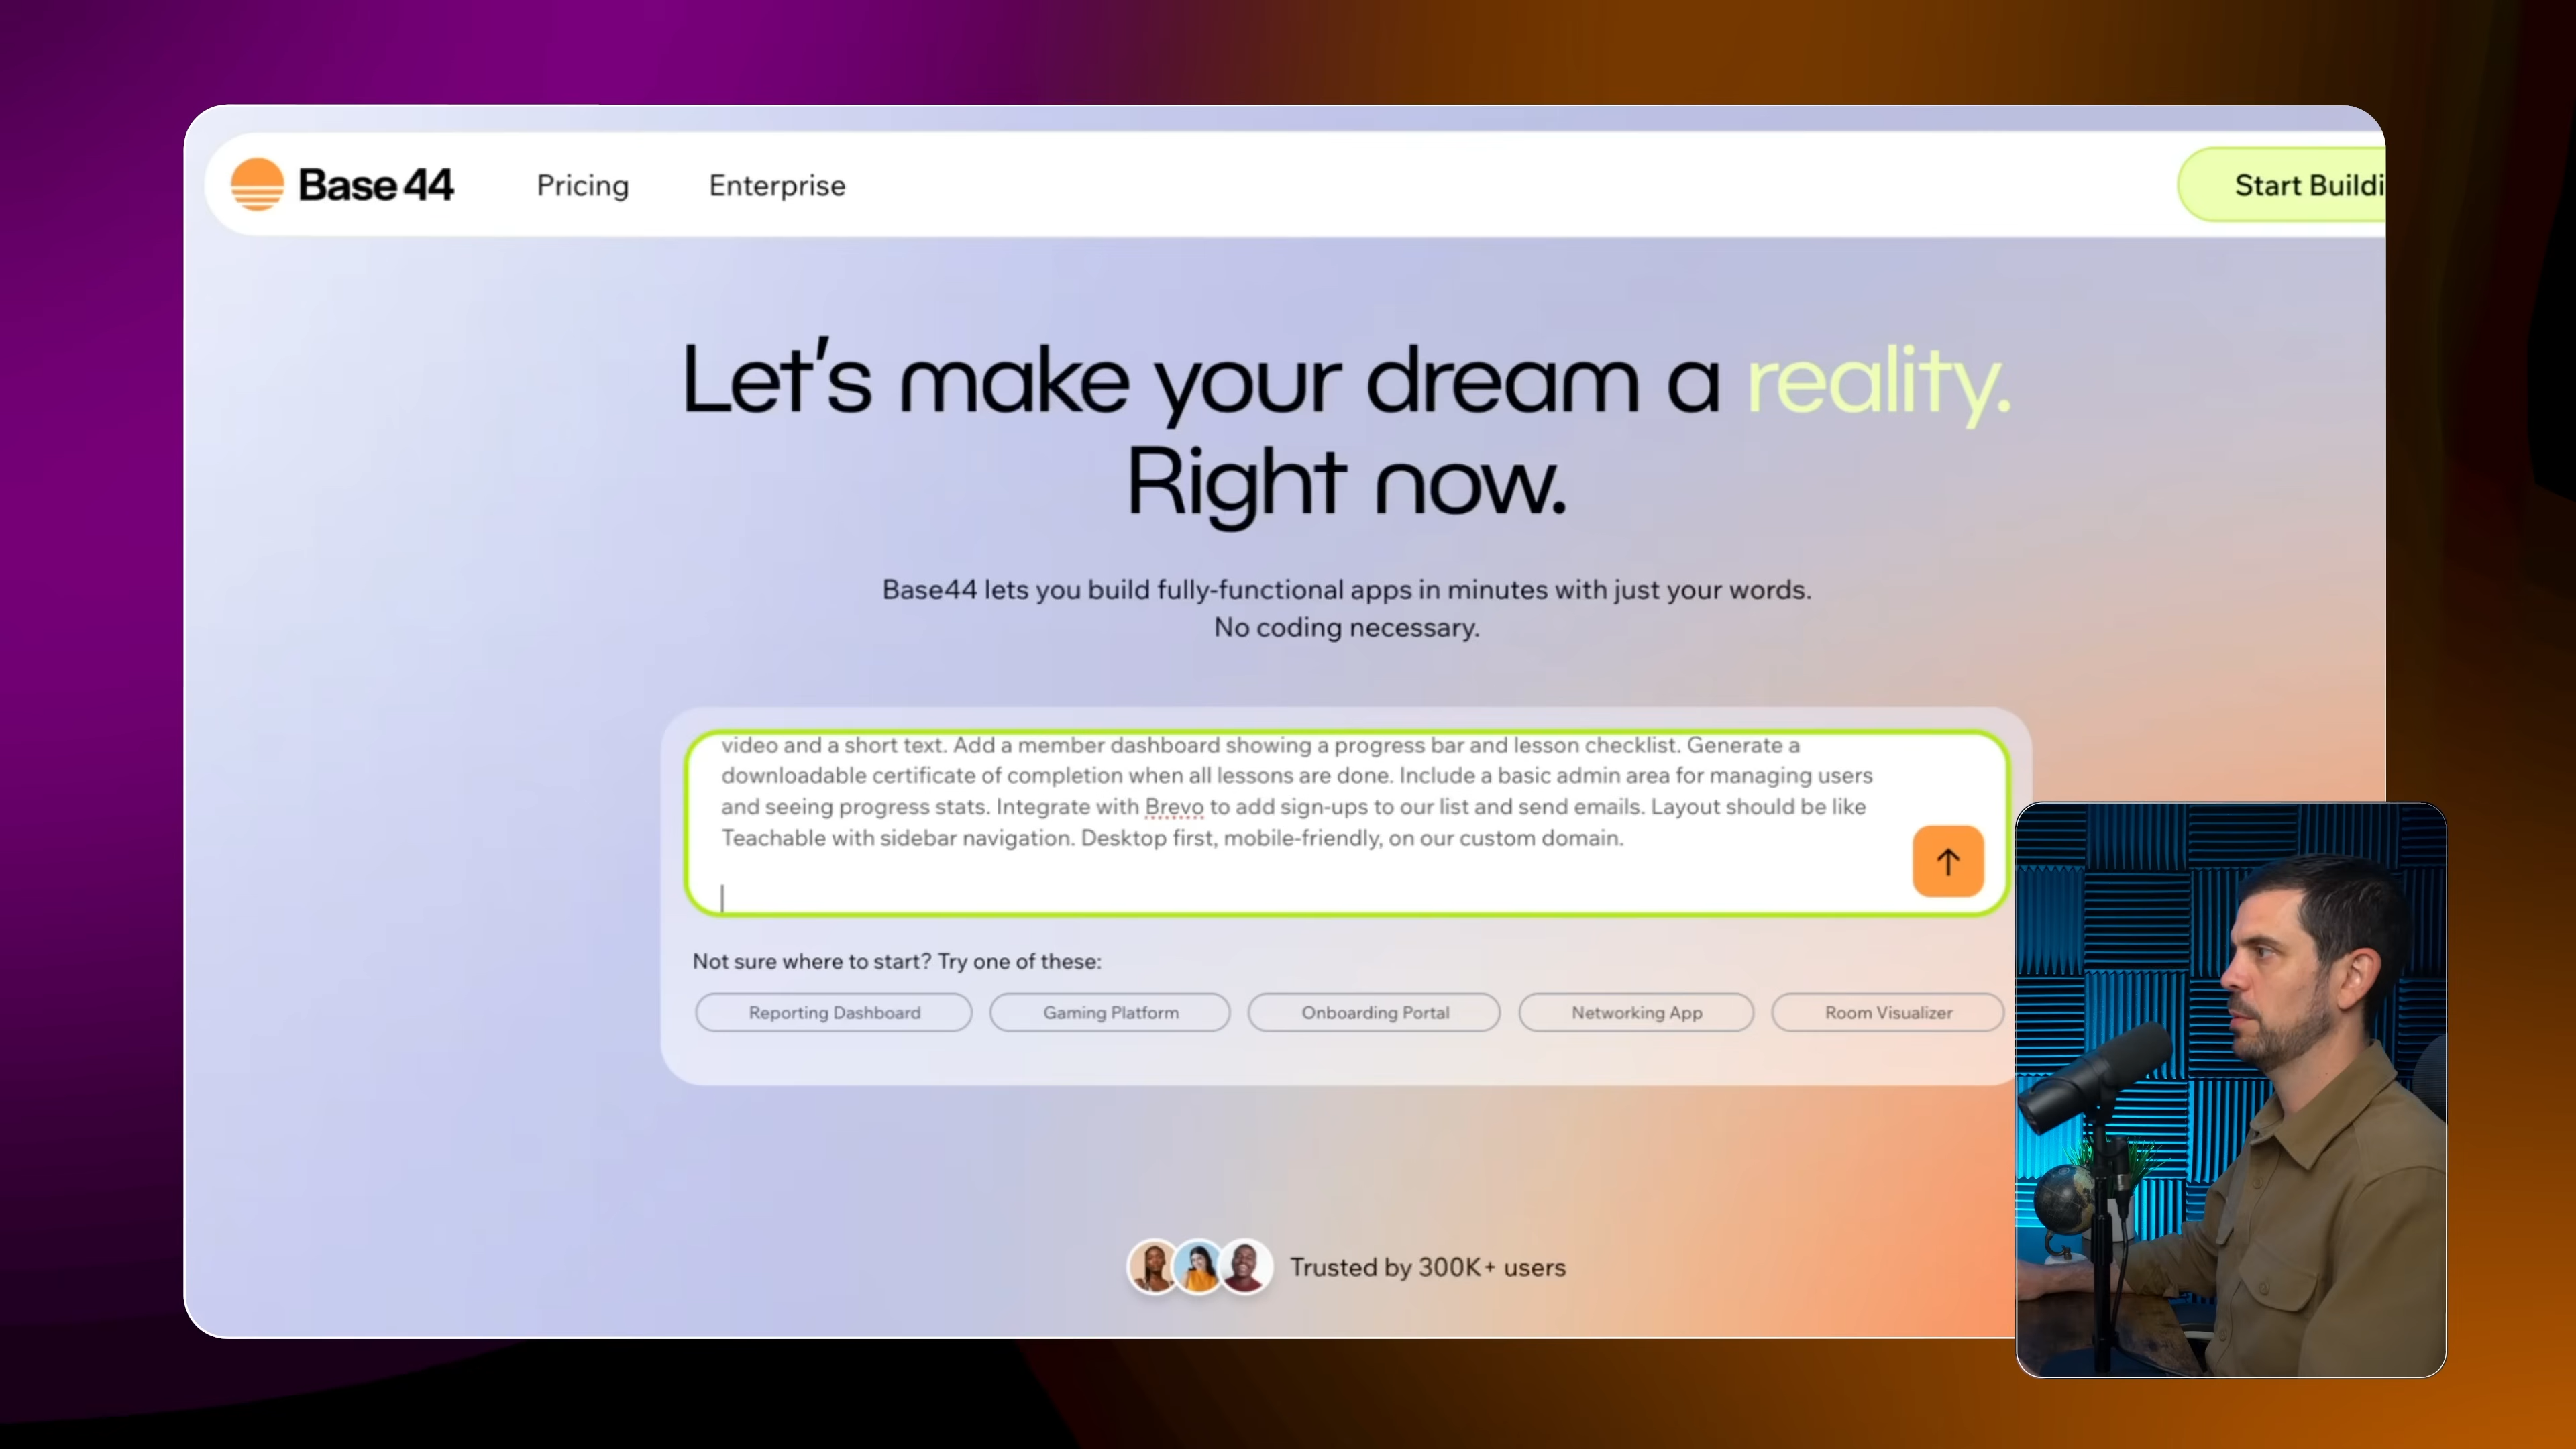 Base 44
Pricing
Enterprise
Start Buildi
Let's make your dream a reality.
Right now.
Base44 lets you build fully-functional apps in minutes with just your words.
No coding necessary.
video and a short text. Add a member dashboard showing a progress bar and lesson checklist. Generate a
downloadable certificate of completion when all lessons are done. Include a basic admin area for managing users
and seeing progress stats. Integrate with Brevo to add sign-ups to our list and send emails. Layout should be like
Teachable with sidebar navigation. Desktop first, mobile-friendly, on our custom domain.
Not sure where to start? Try one of these:
Reporting Dashboard
Gaming Platform
Onboarding Portal
Networking App
Room Visualizer
Trusted by 300K+ users